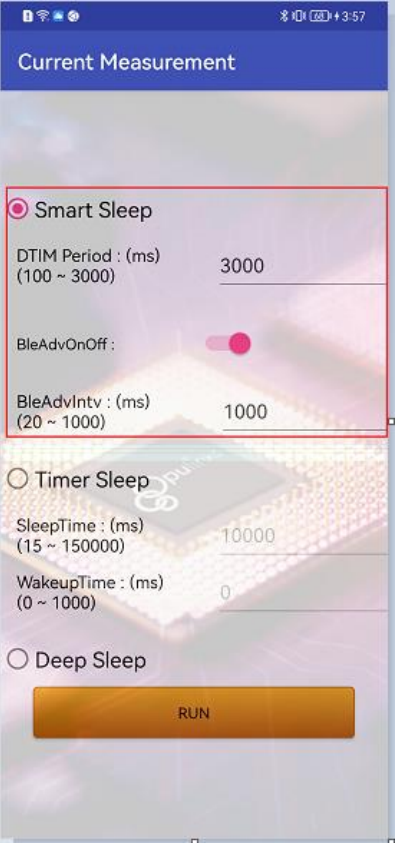 68 3:57
Current Measurement
Smart Sleep
DTIM Period : (ms)
(100 ~ 3000)
3000
BleAdvOnOff :
BleAdvIntv : (ms)
(20 ~ 1000)
1000
Timer Sleep
SleepTime : (ms)
(15 ~ 150000)
10000
WakeupTime : (ms)
(0 ~ 1000)
0
Deep Sleep
RUN